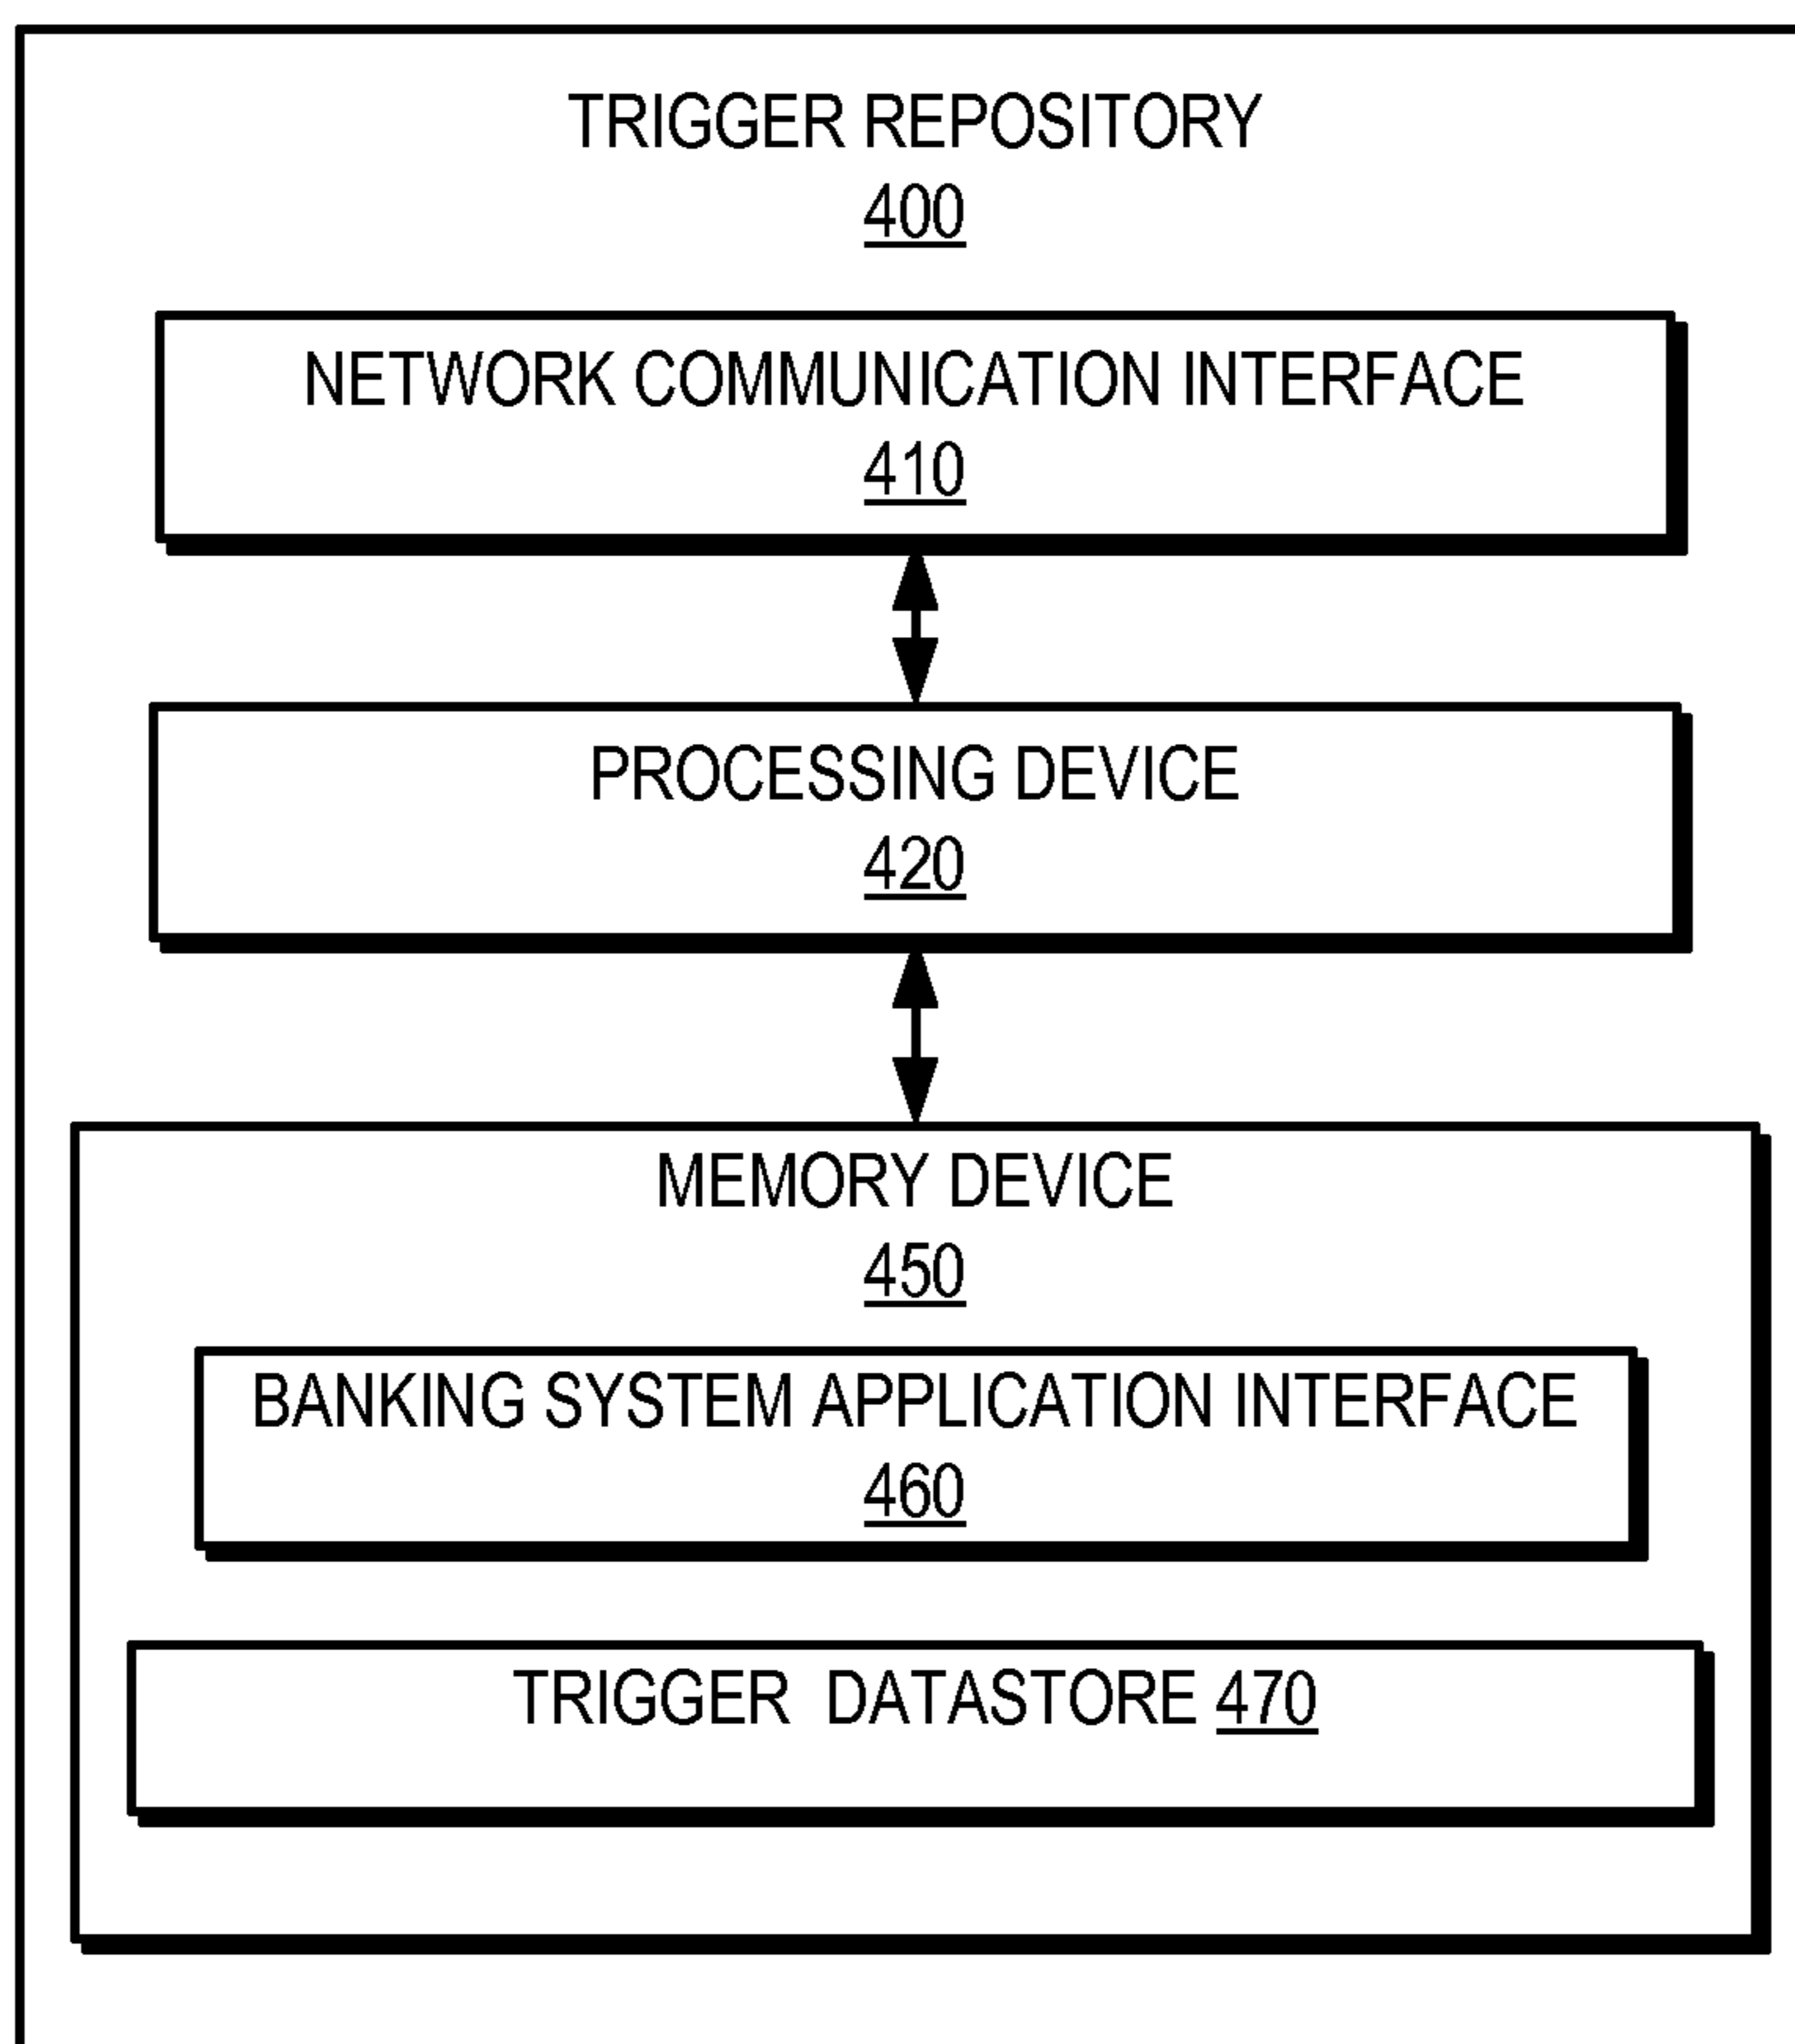 TRIGGER REPOSITORY
400
NETWORK COMMUNICATION INTERFACE
410
PROCESSING DEVICE
420
MEMORY DEVICE
450
BANKING SYSTEM APPLICATION INTERFACE
460
TRIGGER DATASTORE 470